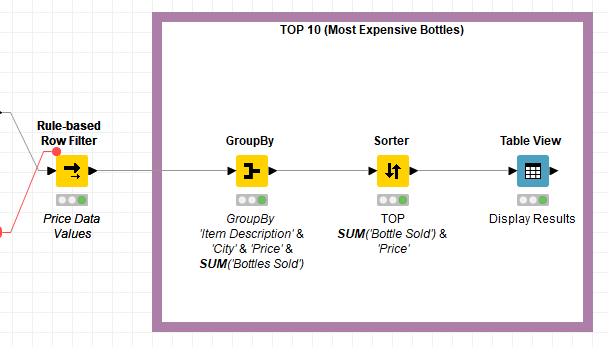 TOP 10 (Most Expensive Bottles)
Rule-based
Row Filter
GroupBy
Sorter
Table View
Price Data
Values
GroupBy
'Item Description' &
'City' & 'Price' &
SUM('Bottles Sold')
TOP
SUM('Bottle Sold') &
'Price'
Display Results